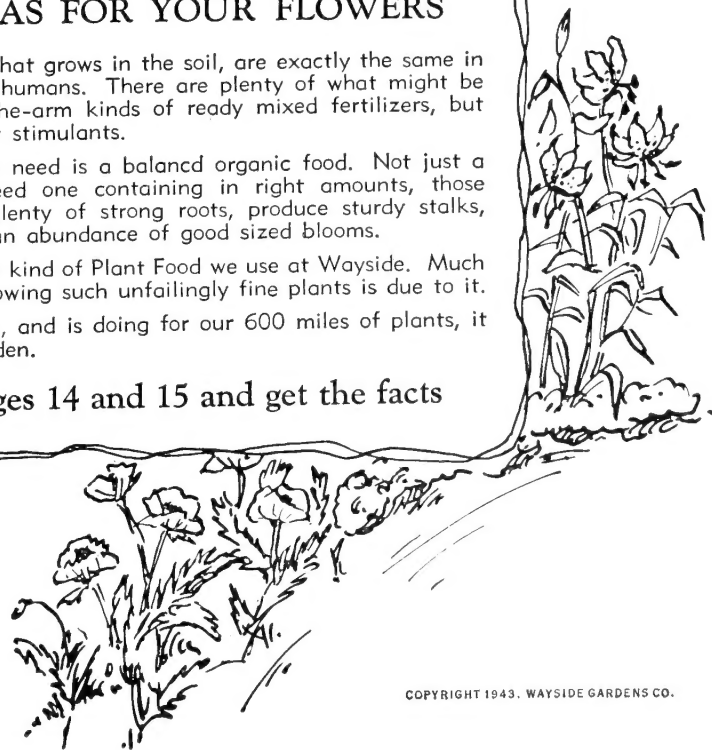 AS FOR YOUR FLOWERS
hat grows in the soil, are exactly the same in
humans. There are plenty of what might be
he-arm kinds of ready mixed fertilizers, but
stimulants.
need is a balancd organic food. Not just a
eed one containing in right amounts, those
lenty of strong roots, produce sturdy stalks,
an abundance of good sized blooms.
kind of Plant Food we use at Wayside. Much
owing such unfailingly fine plants is due to it.
, and is doing for our 600 miles of plants, it
den.
ges 14 and 15 and get the facts
COPYRIGHT 1943. WAYSIDE GARDENS CO.